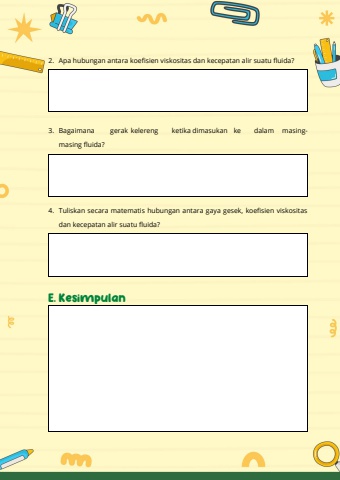 2. Apa hubungan antara koefisien viskositas dan kecepatan alir suatu fluida?
3. Bagaimana gerak kelereng ketika dimasukan ke dalam masing-
masing fluida?
4. Tuliskan secara matematis hubungan antara gaya gesek, koefisien viskositas
dan kecepatan alir suatu fluida?
E. Kesimpulan